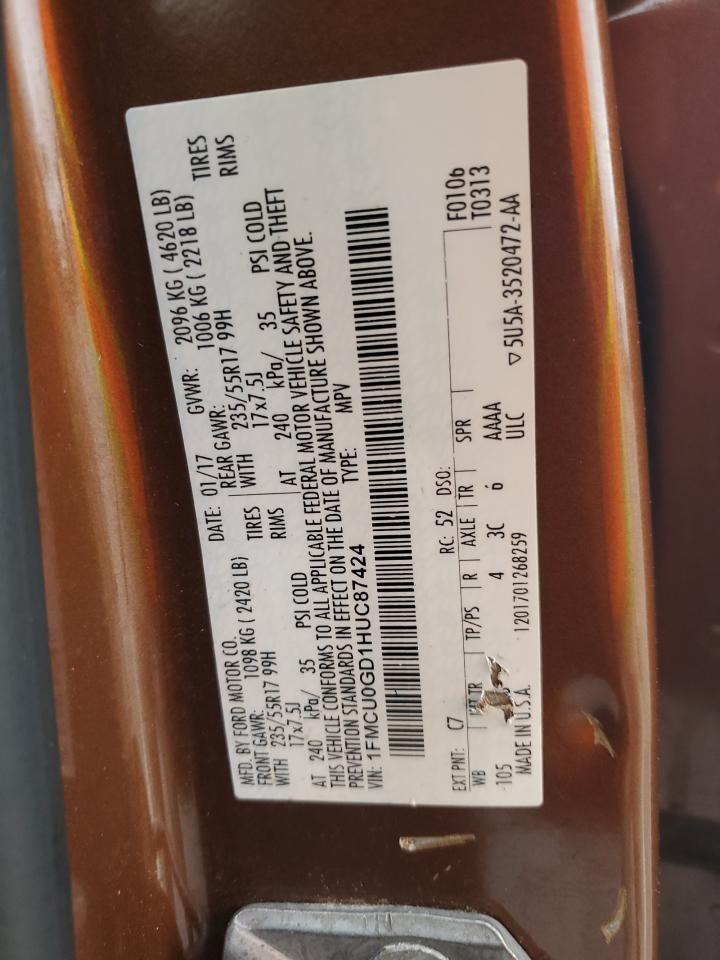 MFD. BY FORD MOTOR CO.
DATE: 01/17 GVWR: 2096 KG ( 4620 LB)
FRONT GAWR: 1098 KG ( 2420 LB) REAR GAWR: 1006 KG ( 2218 LB)
WITH 235/55R17 99H TIRES WITH 235/55R17 99H TIRES
17x7.5J RIMS 17x7.5J RIMS
AT 240 kPa/ 35 PSI COLD AT 240 kPa/ 35 PSI COLD
THIS VEHICLE CONFORMS TO ALL APPLICABLE FEDERAL MOTOR VEHICLE SAFETY AND THEFT
PREVENTION STANDARDS IN EFFECT ON THE DATE OF MANUFACTURE SHOWN ABOVE.
VIN: 1FMCU0GD1HUC87424 TYPE: MPV
F0106
T0313
EXT PNT: C7 RC: 52 DSO:
WB TR TP/PS R AXLE TR SPR
105 4 3C 6 AAAA
ULC
MADE IN U.S.A. 1201701268259 ▽5U5A-3520472-AA